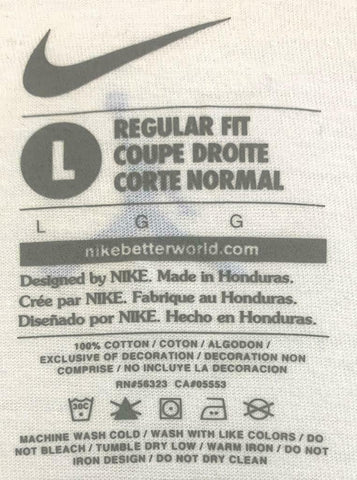 L
REGULAR FIT
COUPE DROITE
CORTE NORMAL
L G G
nikebetterworld.com
Designed by NIKE. Made in Honduras.
Crée par NIKE. Fabrique au Honduras.
Diseñado por NIKE. Hecho en Honduras.
100% COTTON / COTON / ALGODON /
EXCLUSIVE OF DECORATION / DECORATION NON
COMPRISE / NO INCLUYE LA DECORACION
RN#56323 CA#05553
30C
MACHINE WASH COLD / WASH WITH LIKE COLORS / DO
NOT BLEACH / TUMBLE DRY LOW / WARM IRON / DO NOT
IRON DESIGN / DO NOT DRY CLEAN